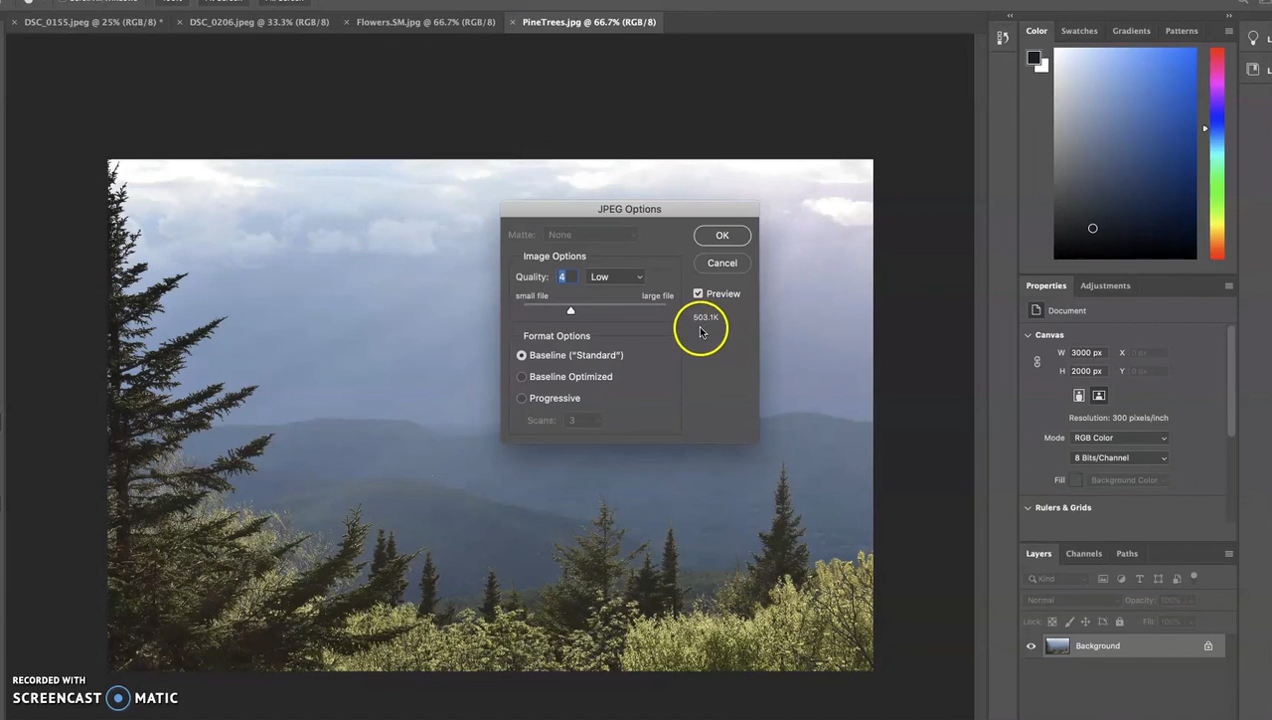 DSC_0155.jpeg @ 25% (RGB/8) *
DSC_0206.jpeg @ 33.3% (RGB/8)
Flowers.SM.jpg @ 66.7% (RGB/8)
PineTrees.jpg @ 66.7% (RGB/8)
Color Swatches Gradients Patterns
JPEG Options
Matte: None
OK
Image Options
Cancel
Quality: 4 Low
Preview
small file large file
503.1K
Format Options
Baseline ("Standard")
Baseline Optimized
Progressive
Scans: 3
Properties Adjustments
Document
Canvas
W 3000 px X
H 2000 px Y
Resolution: 300 pixels/inch
Mode RGB Color
8 Bits/Channel
Fill Background Color
Rulers & Grids
Layers Channels Paths
Kind
Normal Opacity: 100%
Lock: Fill: 100%
Background
RECORDED WITH
SCREENCAST MATIC